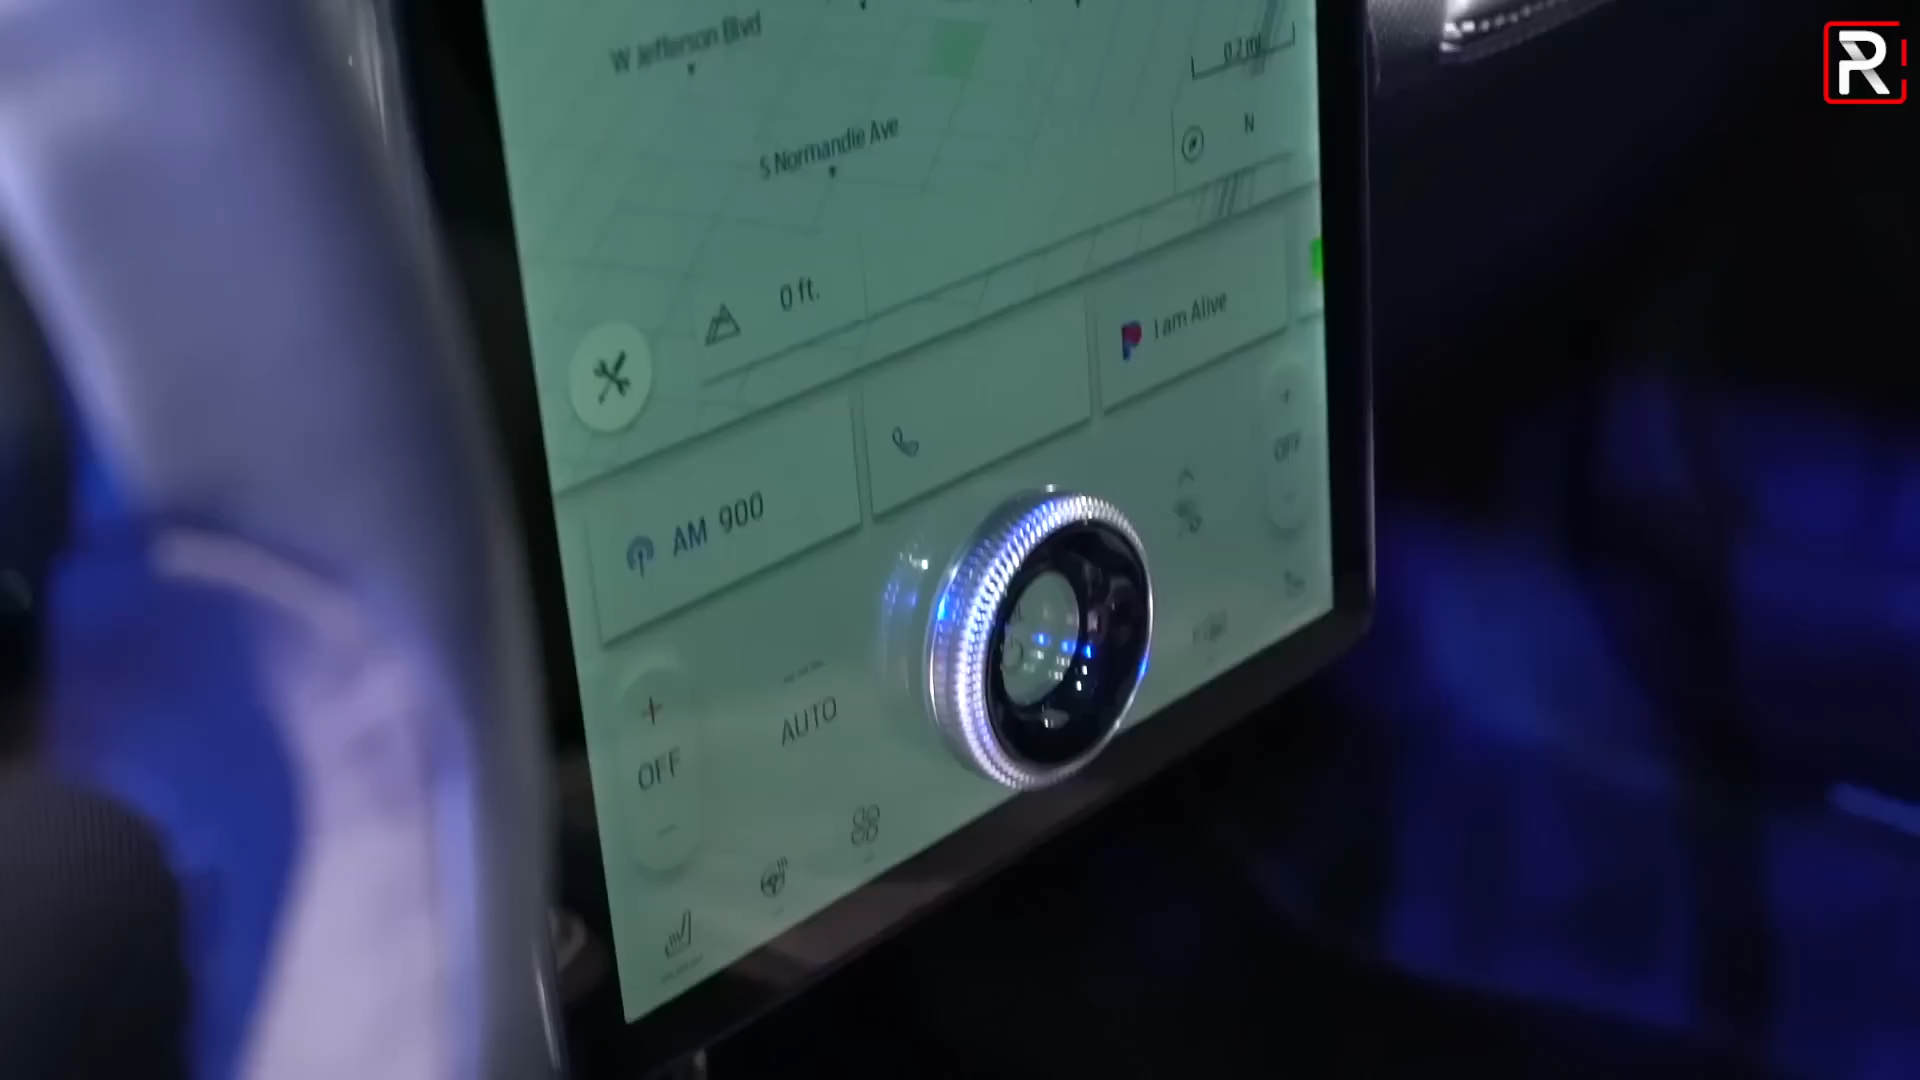 W Jefferson Blvd
0.2 mi
S Normandie Ave
N
0 ft.
I am Alive
AM 900
OFF
AUTO
OFF
R